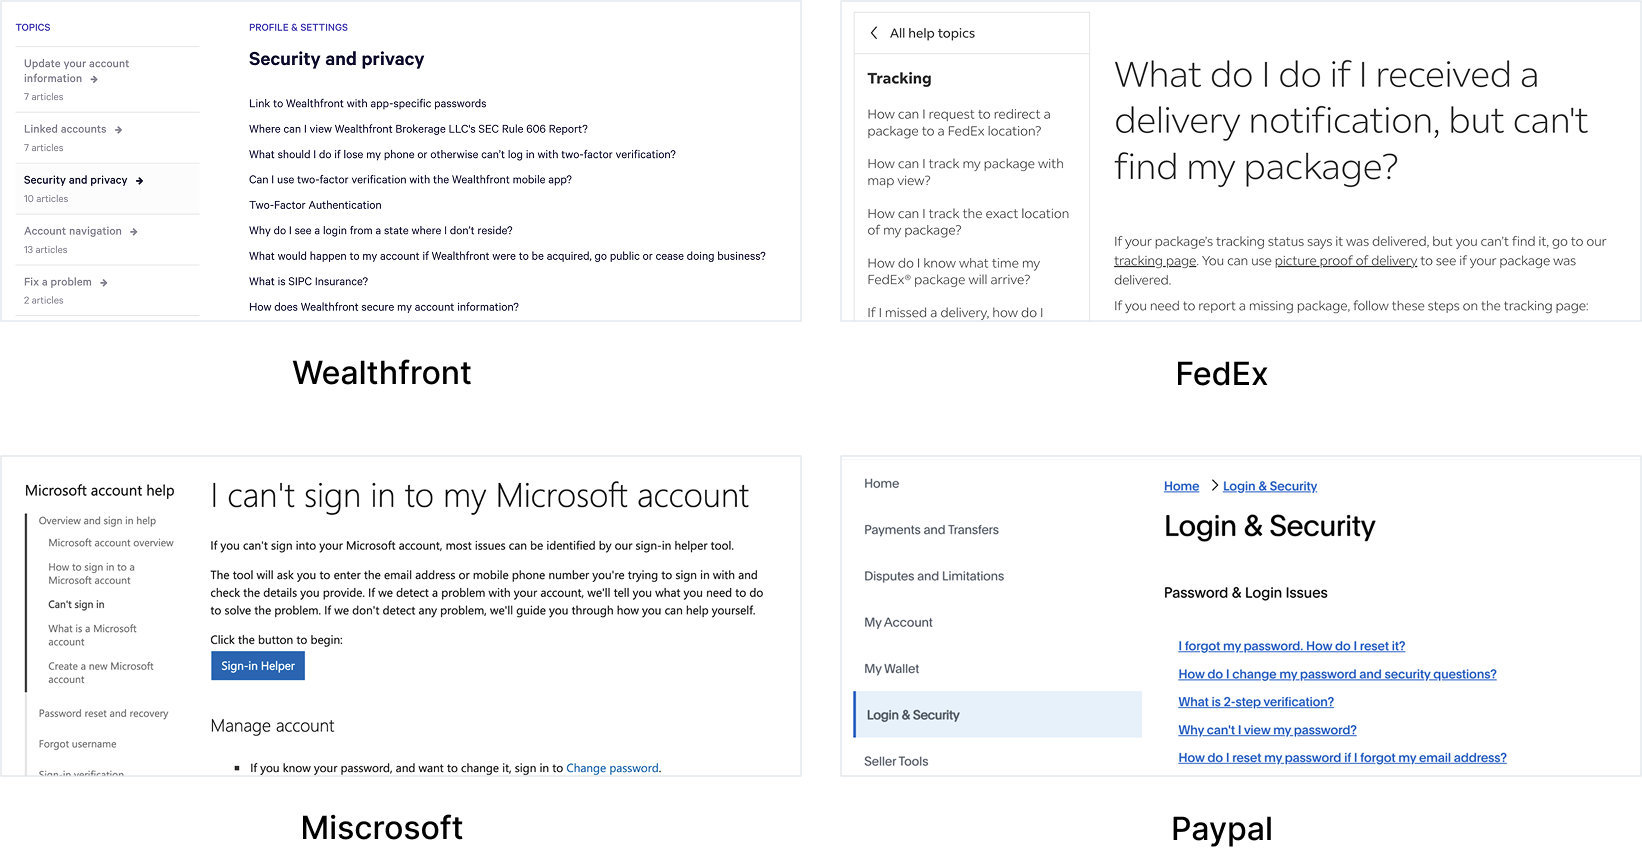 TOPICS
Update your account
information →
7 articles
Linked accounts →
7 articles
Security and privacy →
10 articles
Account navigation →
13 articles
Fix a problem →
2 articles
PROFILE & SETTINGS
Security and privacy
Link to Wealthfront with app-specific passwords
Where can I view Wealthfront Brokerage LLC's SEC Rule 606 Report?
What should I do if lose my phone or otherwise can't log in with two-factor verification?
Can I use two-factor verification with the Wealthfront mobile app?
Two-Factor Authentication
Why do I see a login from a state where I don't reside?
What would happen to my account if Wealthfront were to be acquired, go public or cease doing business?
What is SIPC Insurance?
How does Wealthfront secure my account information?
Wealthfront
All help topics
Tracking
How can I request to redirect a
package to a FedEx location?
How can I track my package with
map view?
How can I track the exact location
of my package?
How do I know what time my
FedEx® package will arrive?
If I missed a delivery, how do I
What do I do if I received a
delivery notification, but can't
find my package?
If your package's tracking status says it was delivered, but you can't find it, go to our
tracking page. You can use picture proof of delivery to see if your package was
delivered.
If you need to report a missing package, follow these steps on the tracking page:
FedEx
Microsoft account help
Overview and sign in help
Microsoft account overview
How to sign in to a
Microsoft account
Can't sign in
What is a Microsoft
account
Create a new Microsoft
account
Password reset and recovery
Forgot username
Sign-in verification
I can't sign in to my Microsoft account
If you can't sign into your Microsoft account, most issues can be identified by our sign-in helper tool.
The tool will ask you to enter the email address or mobile phone number you're trying to sign in with and
check the details you provide. If we detect a problem with your account, we'll tell you what you need to do
to solve the problem. If we don't detect any problem, we'll guide you through how you can help yourself.
Click the button to begin:
Sign-in Helper
Manage account
▪ If you know your password, and want to change it, sign in to Change password.
Miscrosoft
Home
Payments and Transfers
Disputes and Limitations
My Account
My Wallet
Login & Security
Seller Tools
Home > Login & Security
Login & Security
Password & Login Issues
I forgot my password. How do I reset it?
How do I change my password and security questions?
What is 2-step verification?
Why can't I view my password?
How do I reset my password if I forgot my email address?
Paypal